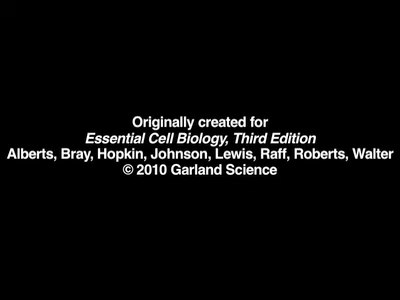 Originally created for
Essential Cell Biology, Third Edition
Alberts, Bray, Hopkin, Johnson, Lewis, Raff, Roberts, Walter
© 2010 Garland Science